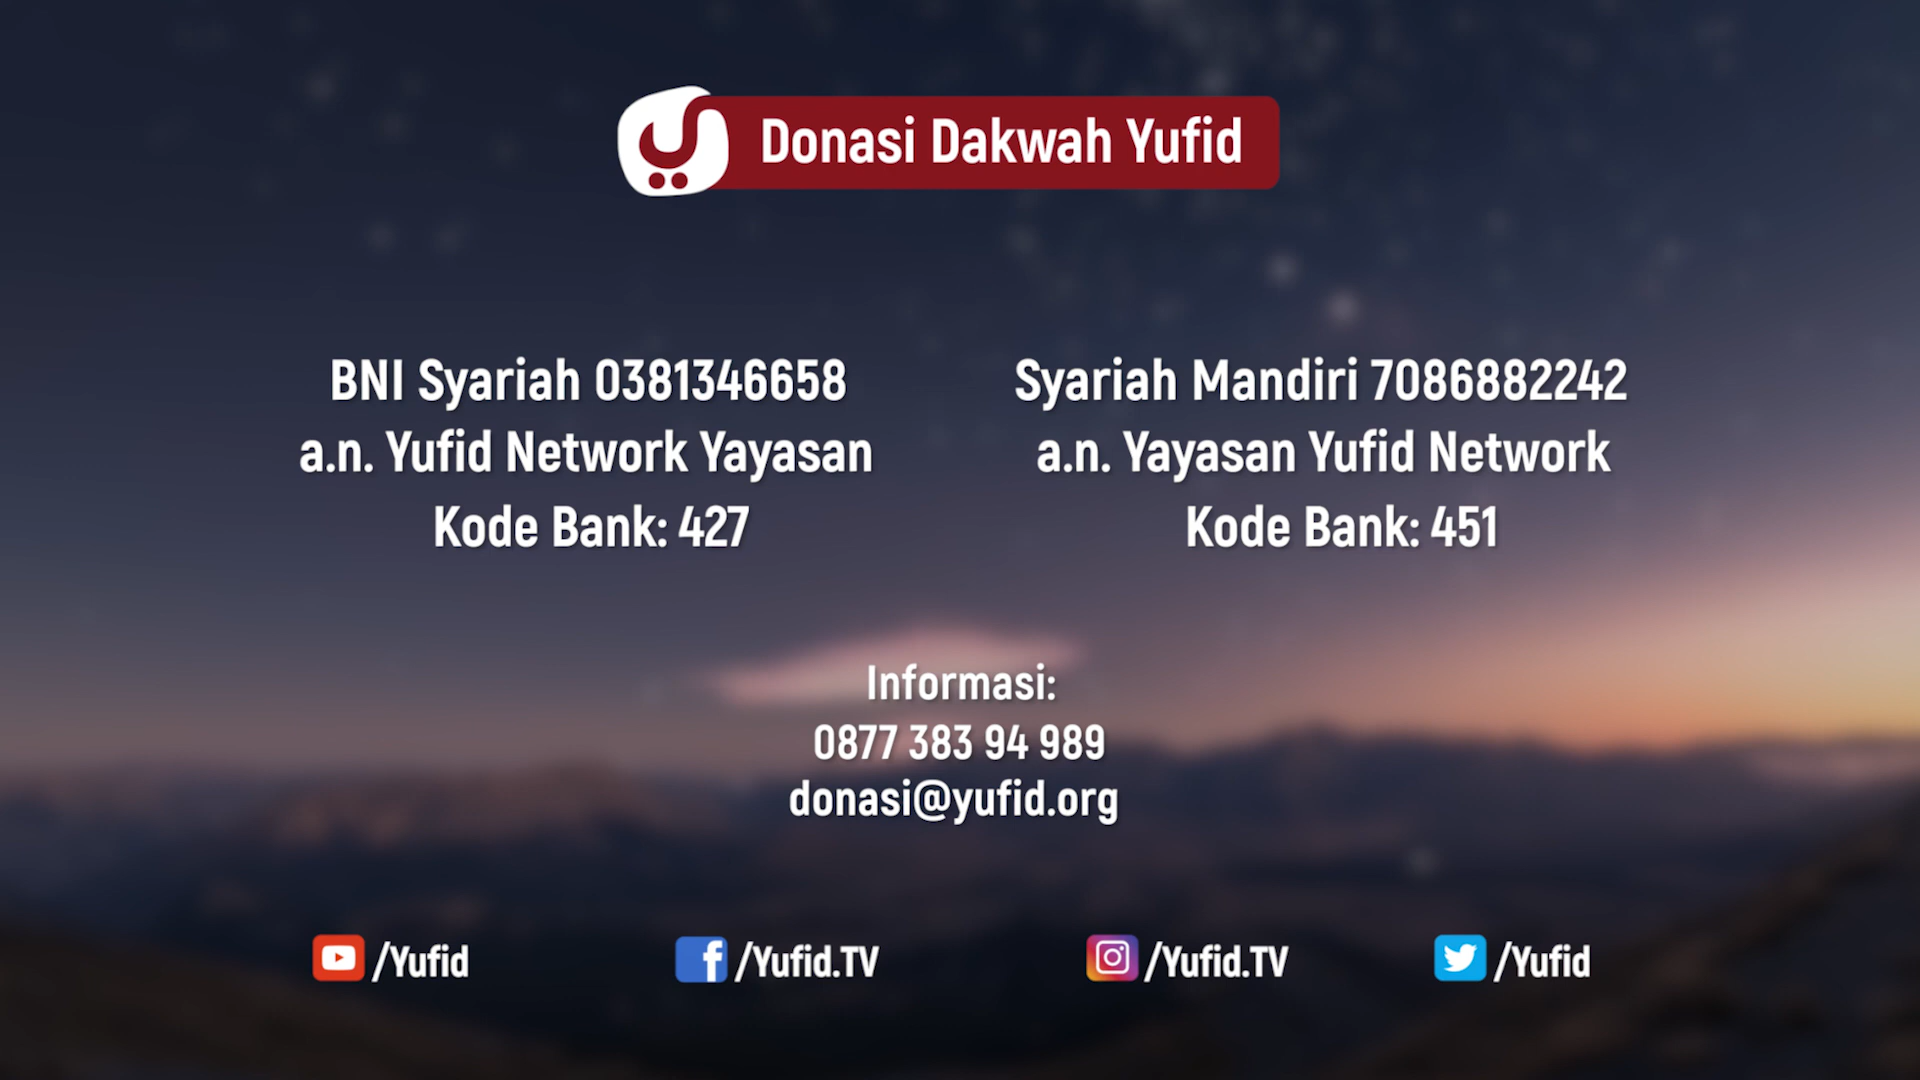 Donasi Dakwah Yufid
BNI Syariah 0381346658
a.n. Yufid Network Yayasan
Kode Bank: 427
Syariah Mandiri 7086882242
a.n. Yayasan Yufid Network
Kode Bank: 451
Informasi:
0877 383 94 989
donasi@yufid.org
/Yufid
/Yufid.TV
/Yufid.TV
/Yufid